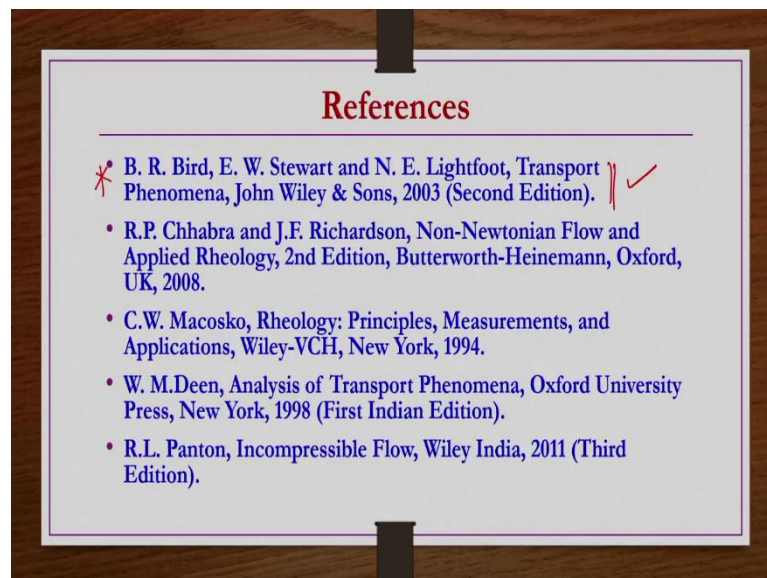 References
• B. R. Bird, E. W. Stewart and N. E. Lightfoot, Transport
Phenomena, John Wiley & Sons, 2003 (Second Edition).
• R.P. Chhabra and J.F. Richardson, Non-Newtonian Flow and
Applied Rheology, 2nd Edition, Butterworth-Heinemann, Oxford,
UK, 2008.
• C.W. Macosko, Rheology: Principles, Measurements, and
Applications, Wiley-VCH, New York, 1994.
• W. M.Deen, Analysis of Transport Phenomena, Oxford University
Press, New York, 1998 (First Indian Edition).
• R.L. Panton, Incompressible Flow, Wiley India, 2011 (Third
Edition).